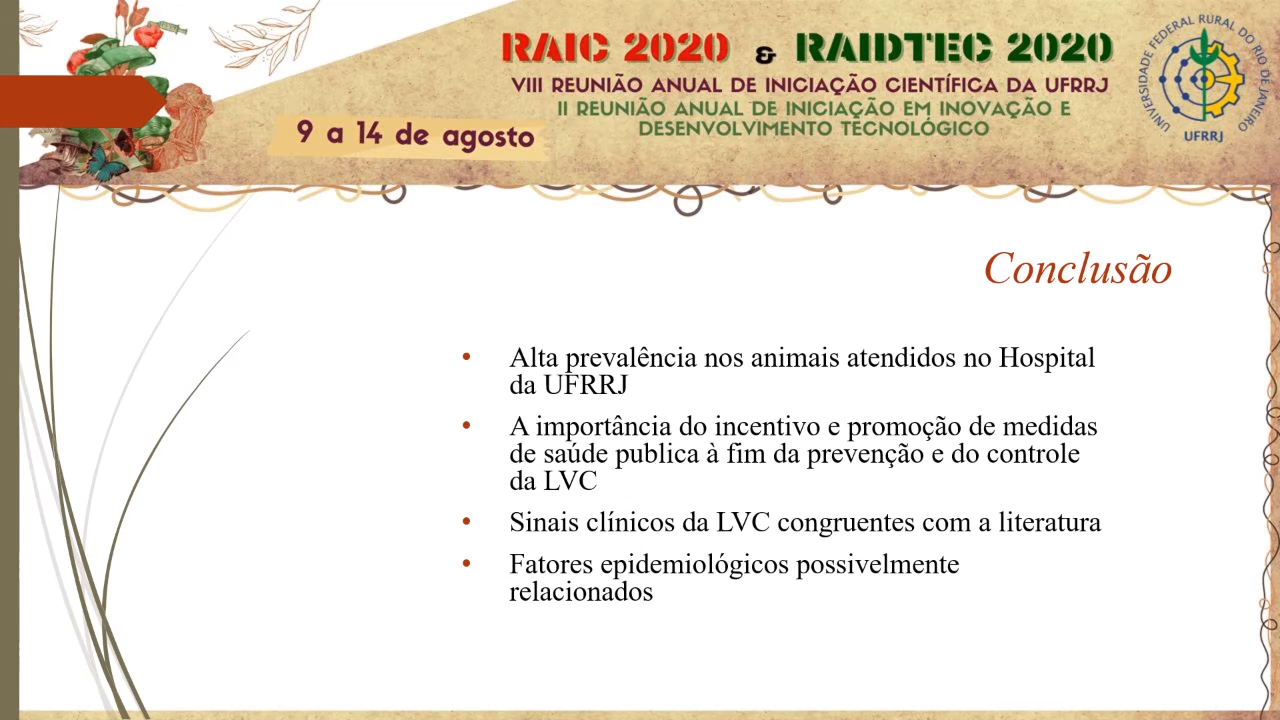 RAIC 2020 & RAIDTEC 2020
VIII REUNIÃO ANUAL DE INICIAÇÃO CIENTÍFICA DA UFRRJ
II REUNIÃO ANUAL DE INICIAÇÃO EM INOVAÇÃO E
DESENVOLVIMENTO TECNOLÓGICO
9 a 14 de agosto
UNIVERSIDADE FEDERAL RURAL DO RIO DE JANEIRO
UFRRJ
Conclusão
• Alta prevalência nos animais atendidos no Hospital
da UFRRJ
• A importância do incentivo e promoção de medidas
de saúde publica à fim da prevenção e do controle
da LVC
• Sinais clínicos da LVC congruentes com a literatura
• Fatores epidemiológicos possivelmente
relacionados